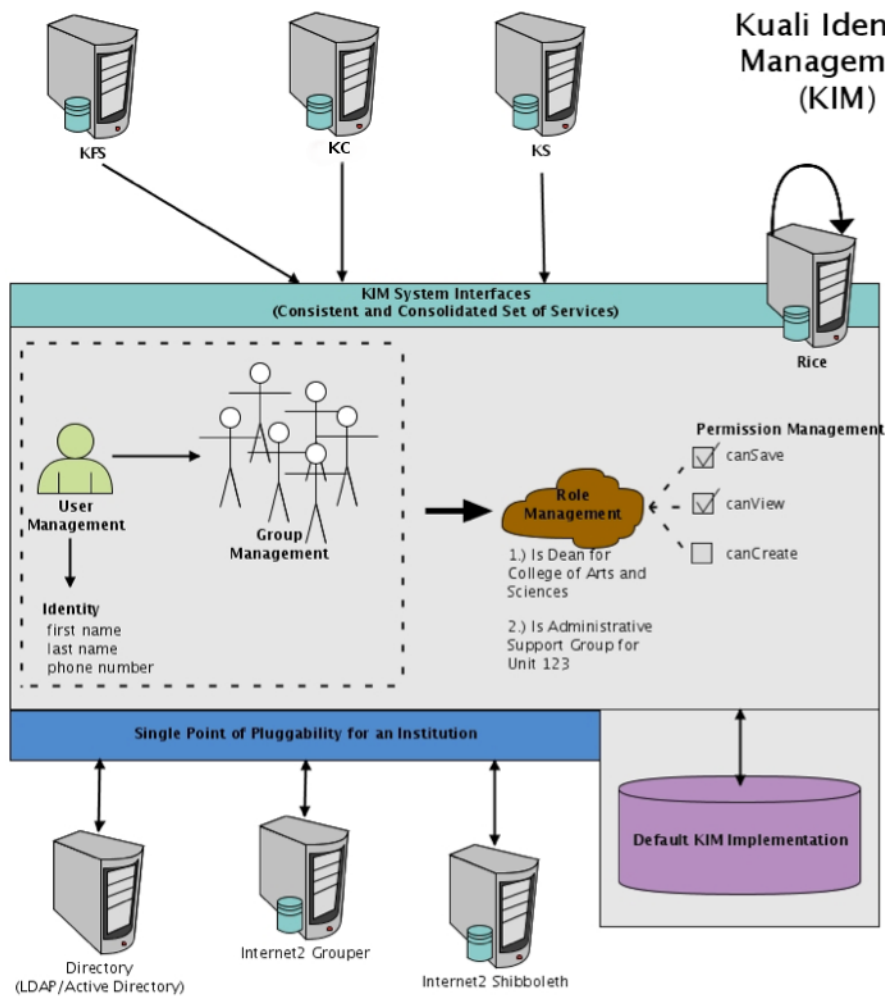 Kuali Iden
Managem
(KIM)
KFS
KC
KS
KIM System Interfaces
(Consistent and Consolidated Set of Services)
Rice
User
Management
Group
Management
Identity
first name
last name
phone number
Role
Management
1.) Is Dean for
College of Arts and
Sciences
2.) Is Administrative
Support Group for
Unit 123
Permission Management
canSave
canView
canCreate
Single Point of Pluggability for an Institution
Default KIM Implementation
Directory
(LDAP/Active Directory)
Internet2 Grouper
Internet2 Shibboleth